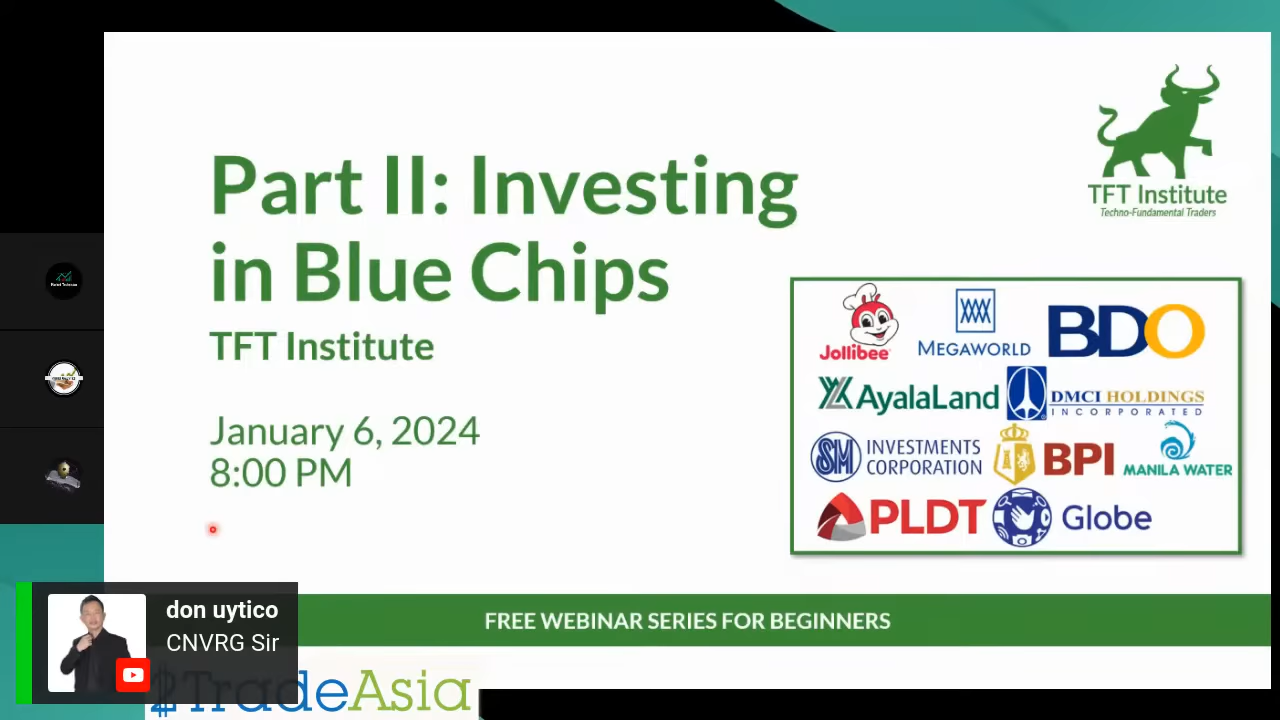 Part II: Investing
in Blue Chips
TFT Institute
January 6, 2024
8:00 PM
TFT Institute
Techno-Fundamental Traders
Jollibee
MEGAWORLD
BDO
AyalaLand
DMCI HOLDINGS
INCORPORATED
SM
INVESTMENTS
CORPORATION
BPI
MANILA WATER
PLDT
Globe
FREE WEBINAR SERIES FOR BEGINNERS
don uytico
CNVRG Sir
TradeAsia